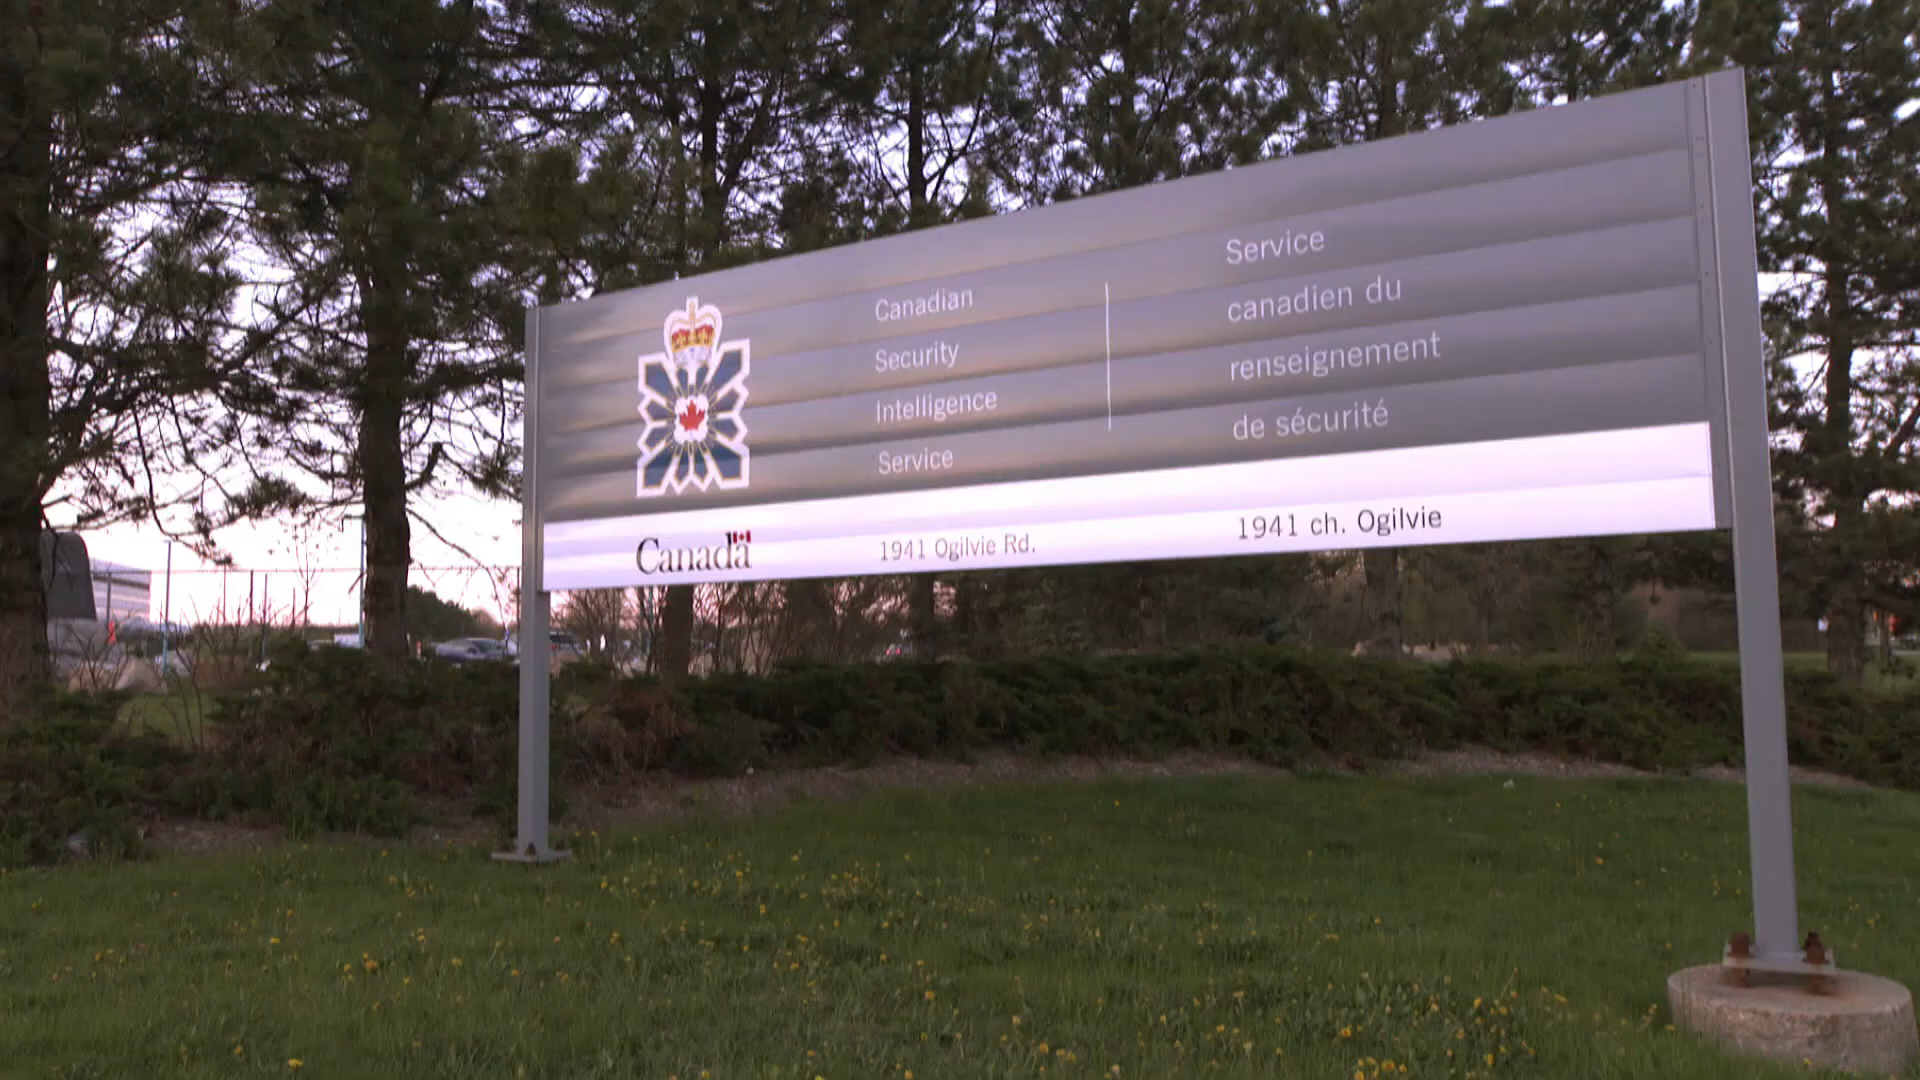 Canadian
Security
Intelligence
Service
Service
canadien du
renseignement
de sécurité
Canada
1941 Ogilvie Rd.
1941 ch. Ogilvie